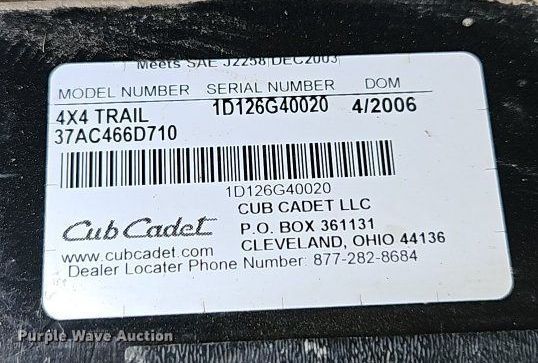 Meets SAE J2258 DEC2003
MODEL NUMBER SERIAL NUMBER DOM
4X4 TRAIL 1D126G40020 4/2006
37AC466D710
1D126G40020
CUB CADET LLC
Cub Cadet P.O. BOX 361131
www.cubcadet.com CLEVELAND, OHIO 44136
Dealer Locater Phone Number: 877-282-8684
Purple Wave Auction